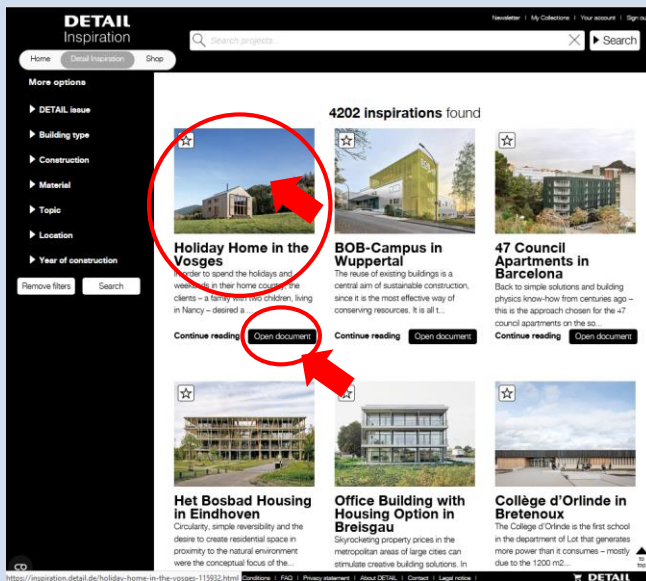 DETAIL
Inspiration
Newsletter | My Collections | Your account | Sign ou
Search projects...
Search
Home
Detail Inspiration
Shop
More options
DETAIL issue
Building type
Construction
Material
Topic
Location
Year of construction
Remove filters
Search
4202 inspirations found
Holiday Home in the
Vosges
In order to spend the holidays and
weekends in their home country, the
clients – a family with two children, living
in Nancy – desired a ...
Continue reading
Open document
BOB-Campus in
Wuppertal
The reuse of existing buildings is a
central aim of sustainable construction,
since it is the most effective way of
conserving resources. It is all t...
Continue reading
Open document
47 Council
Apartments in
Barcelona
Back to simple solutions and building
physics know-how from centuries ago –
this is the approach chosen for the 47
council apartments on the so...
Continue reading
Open document
Het Bosbad Housing
in Eindhoven
Circularity, simple reversibility and the
desire to create residential space in
proximity to the natural environment
were the conceptual focus of the...
Office Building with
Housing Option in
Breisgau
Skyrocketing property prices in the
metropolitan areas of large cities can
stimulate creative building solutions. In
Collège d'Orlinde in
Bretenoux
The College d'Orlinde is the first school
in the department of Lot that generates
more power than it consumes – mostly
due to the 1200 m2...
to
top
https://inspiration.detail.de/holiday-home-in-the-vosges-115932.html
Conditions | FAQ | Privacy statement | About DETAIL | Contact | Legal notice |
DETAIL